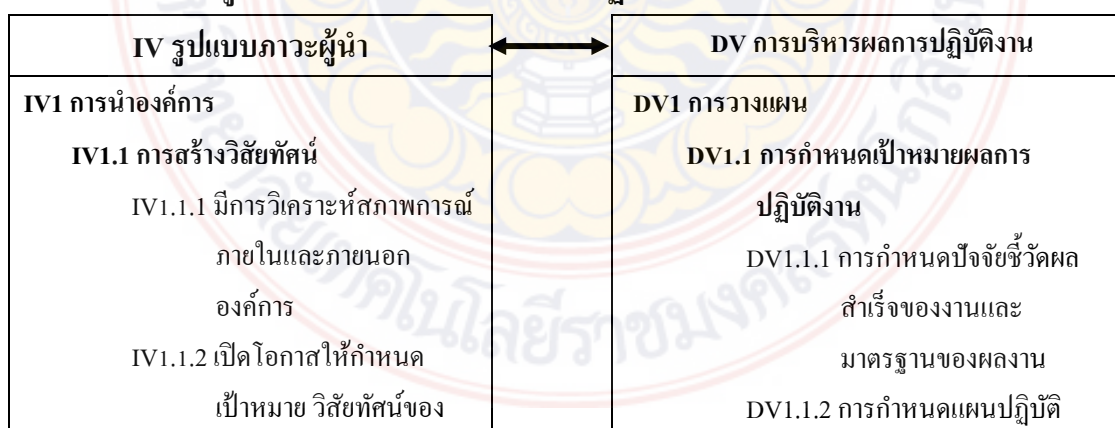 IV รูปแบบภาวะผู้นำ
IV1 การนำองค์การ
IV1.1 การสร้างวิสัยทัศน์
IV1.1.1 มีการวิเคราะห์สภาพการณ์
ภายในและภายนอก
องค์การ
IV1.1.2 เปิดโอกาสให้กำหนด
เป้าหมาย วิสัยทัศน์ของ
DV การบริหารผลการปฏิบัติงาน
DV1 การวางแผน
DV1.1 การกำหนดเป้าหมายผลการ
ปฏิบัติงาน
DV1.1.1 การกำหนดปัจจัยชี้วัดผล
สำเร็จของงานและ
มาตรฐานของผลงาน
DV1.1.2 การกำหนดแผนปฏิบัติ